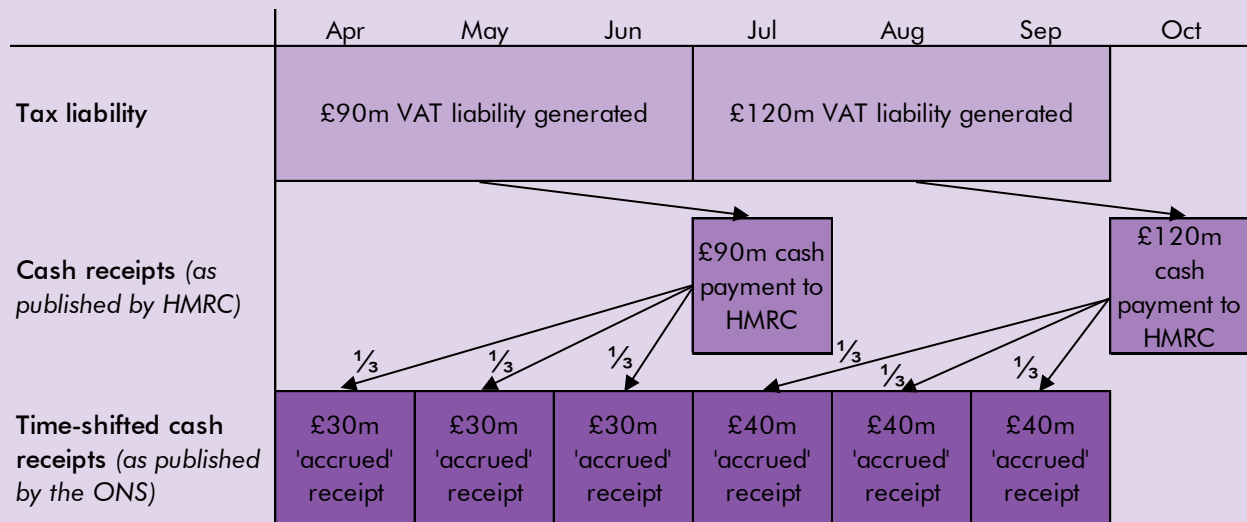 Apr May Jun Jul Aug Sep Oct
Tax liability
£90m VAT liability generated
£120m VAT liability generated
Cash receipts (as
published by HMRC)
£90m cash
payment to
HMRC
£120m
cash
payment to
HMRC
⅓ ⅓ ⅓ ⅓ ⅓ ⅓
Time-shifted cash
receipts (as published
by the ONS)
£30m
'accrued'
receipt
£30m
'accrued'
receipt
£30m
'accrued'
receipt
£40m
'accrued'
receipt
£40m
'accrued'
receipt
£40m
'accrued'
receipt